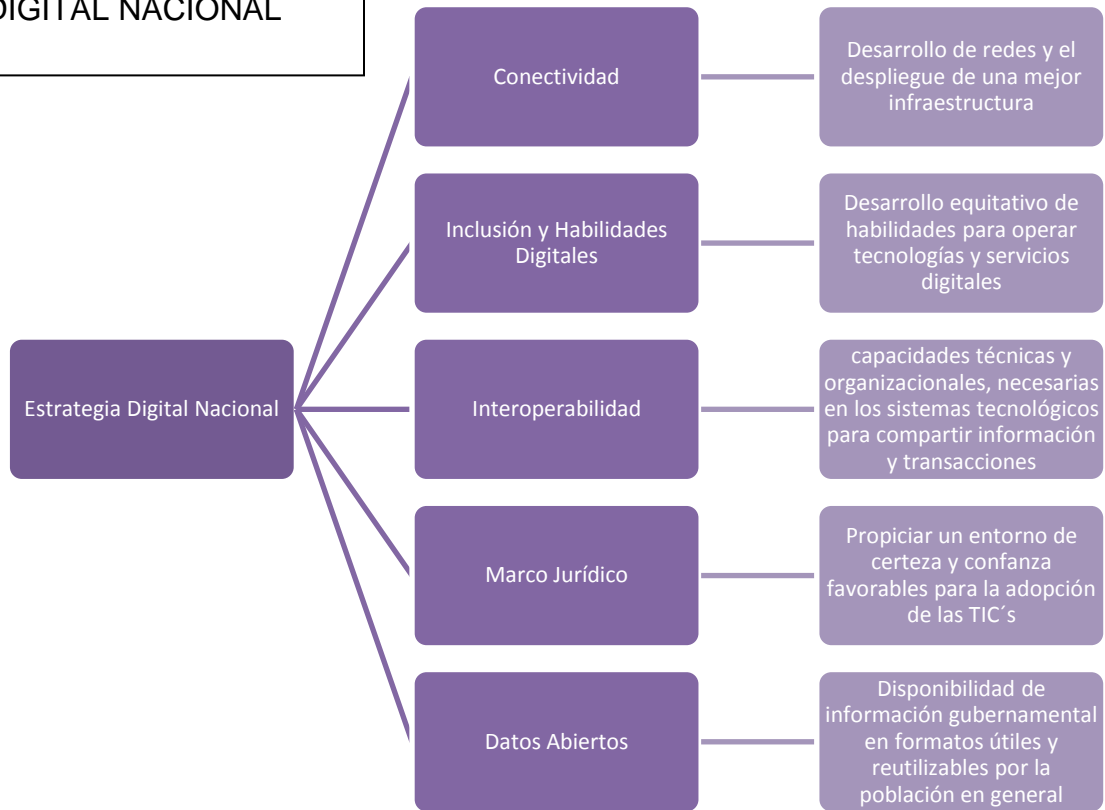 DIGITAL NACIONAL
Conectividad
Desarrollo de redes y el
despliegue de una mejor
infraestructura
Inclusión y Habilidades
Digitales
Desarrollo equitativo de
habilidades para operar
tecnologías y servicios
digitales
Estrategia Digital Nacional
Interoperabilidad
capacidades técnicas y
organizacionales, necesarias
en los sistemas tecnológicos
para compartir información
y transacciones
Marco Jurídico
Propiciar un entorno de
certeza y confanza
favorables para la adopción
de las TIC´s
Datos Abiertos
Disponibilidad de
información gubernamental
en formatos útiles y
reutilizables por la
población en general